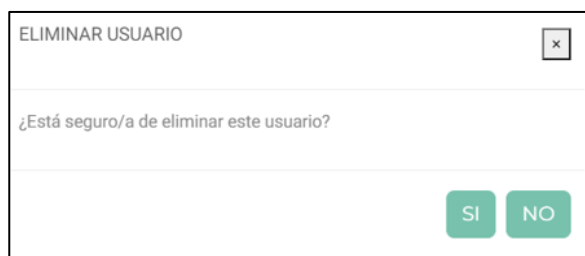 ELIMINAR USUARIO
×
¿Está seguro/a de eliminar este usuario?
SI NO